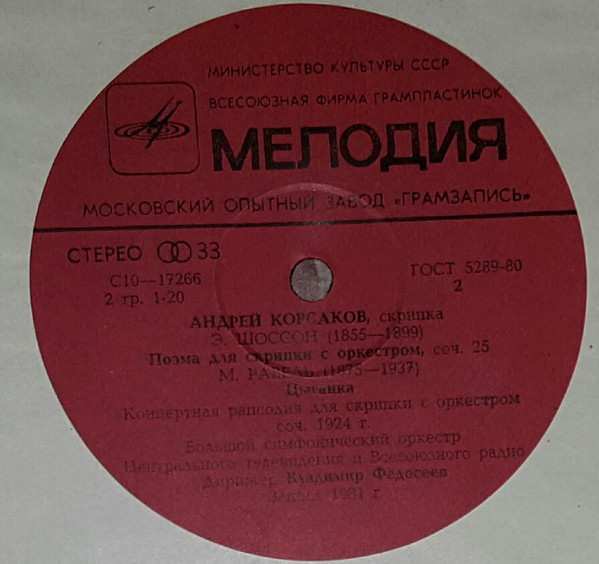 МИНИСТЕРСТВО КУЛЬТУРЫ СССР
ВСЕСОЮЗНАЯ ФИРМА ГРАМПЛАСТИНОК
МЕЛОДИЯ
МОСКОВСКИЙ ОПЫТНЫЙ ЗАВОД «ГРАМЗАПИСЬ»
СТЕРЕО 33
С10—17266
2 гр. 1-20
ГОСТ 5289-80
2
АНДРЕЙ КОРСАКОВ, скрипка
Э. ШОССОН (1855—1899)
Поэма для скрипки с оркестром, соч. 25
М. РАВЕЛЬ (1875—1937)
Цыганка
Концертная рапсодия для скрипки с оркестром
соч. 1924 г.
Большой симфонический оркестр
Центрального телевидения и Всесоюзного радио
Дирижер Владимир Федосеев
Запись 1981 г.